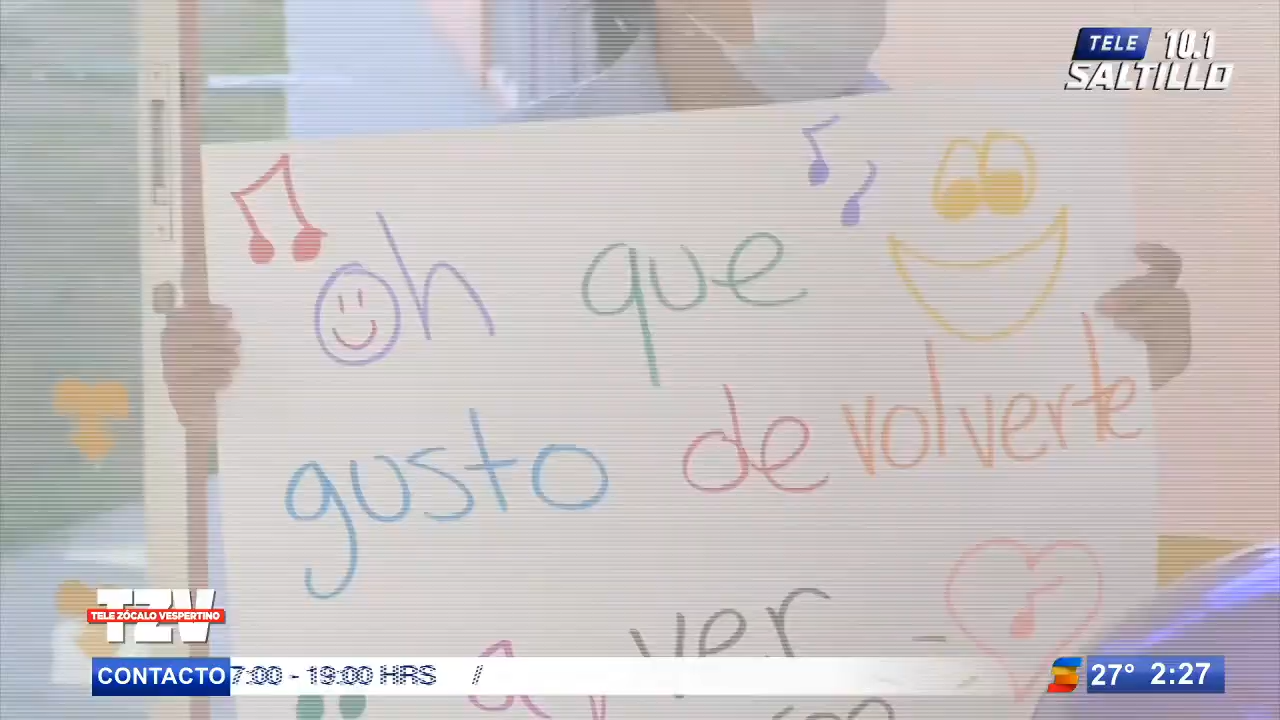 TELE 10.1
SALTILLO
Oh que
gusto de volverte
a ver
TZV
TELE ZÓCALO VESPERTINO
CONTACTO 7:00 - 19:00 HRS /
27° 2:27